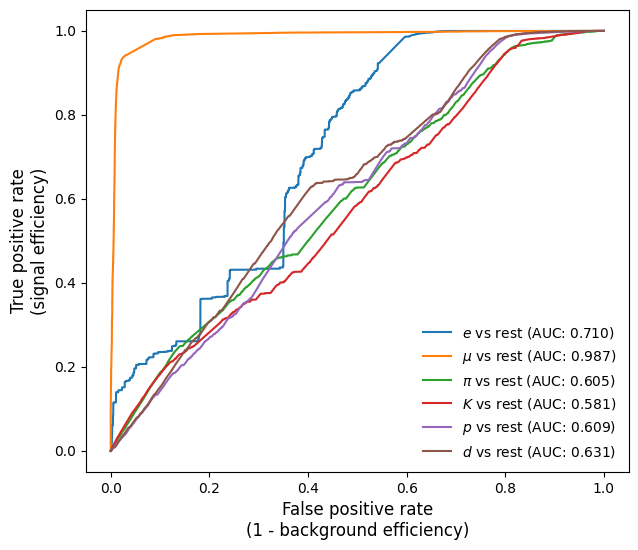 True positive rate
(signal efficiency)
1.0
0.8
0.6
0.4
0.2
0.0
e vs rest (AUC: 0.710)
μ vs rest (AUC: 0.987)
π vs rest (AUC: 0.605)
K vs rest (AUC: 0.581)
p vs rest (AUC: 0.609)
d vs rest (AUC: 0.631)
0.0 0.2 0.4 0.6 0.8 1.0
False positive rate
(1 - background efficiency)